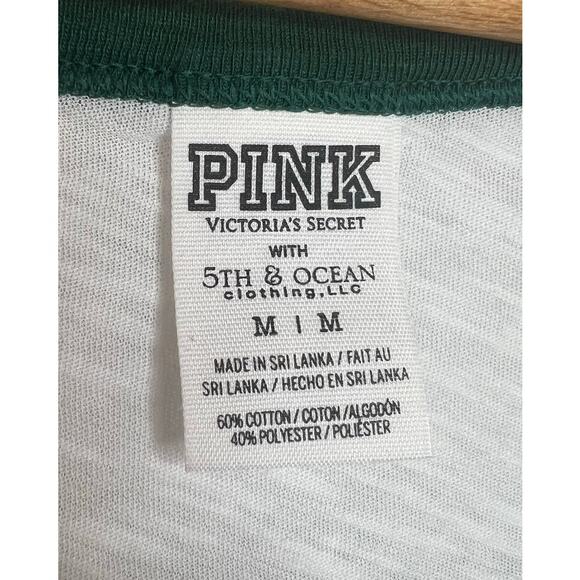 PINK
VICTORIA'S SECRET
WITH
5TH & OCEAN
clothing, LLC
M | M
MADE IN SRI LANKA / FAIT AU
SRI LANKA / HECHO EN SRI LANKA
60% COTTON / COTON /ALGODÓN
40% POLYESTER / POLIÉSTER